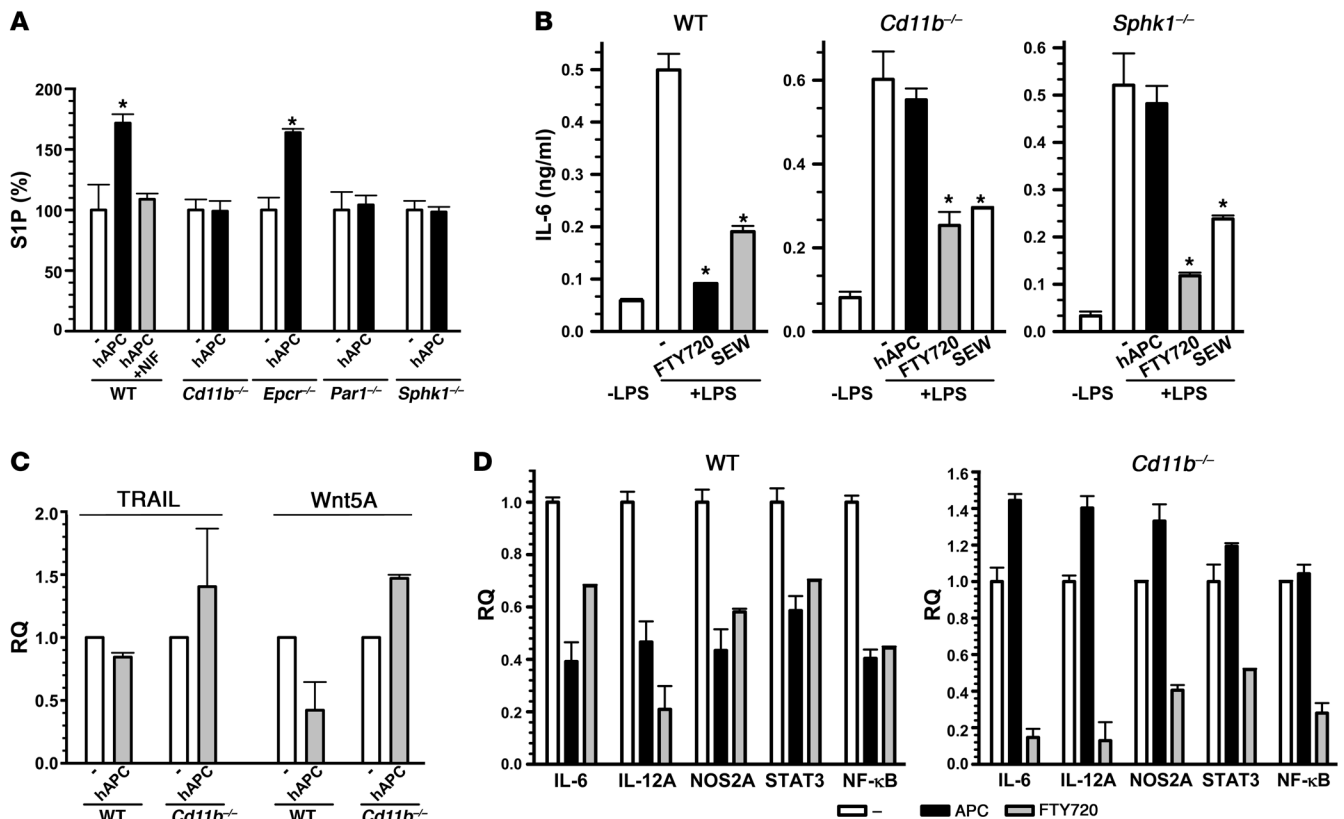 A
S1P (%)
200
150
100
50
0
-
hAPC
hAPC
+NIF
-
hAPC
-
hAPC
-
hAPC
-
hAPC
*
*
WT
Cd11b–/–
Epcr–/–
Par1–/–
Sphk1–/–
B
WT
Cd11b–/–
Sphk1–/–
IL-6 (ng/ml)
0.5
0.4
0.3
0.2
0.1
0.0
*
*
-
FTY720
SEW
-LPS
+LPS
0.6
0.4
0.2
0.0
*
*
-
hAPC
FTY720
SEW
-LPS
+LPS
0.6
0.5
0.4
0.3
0.2
0.1
0.0
*
*
-
hAPC
FTY720
SEW
-LPS
+LPS
C
TRAIL
Wnt5A
RQ
2.0
1.5
1.0
0.5
0.0
-
hAPC
-
hAPC
-
hAPC
-
hAPC
WT
Cd11b–/–
WT
Cd11b–/–
D
WT
Cd11b–/–
RQ
1.0
0.8
0.6
0.4
0.2
0.0
IL-6
IL-12A
NOS2A
STAT3
NF-κB
RQ
1.6
1.4
1.2
1.0
0.8
0.6
0.4
0.2
0.0
IL-6
IL-12A
NOS2A
STAT3
NF-κB
–
APC
FTY720